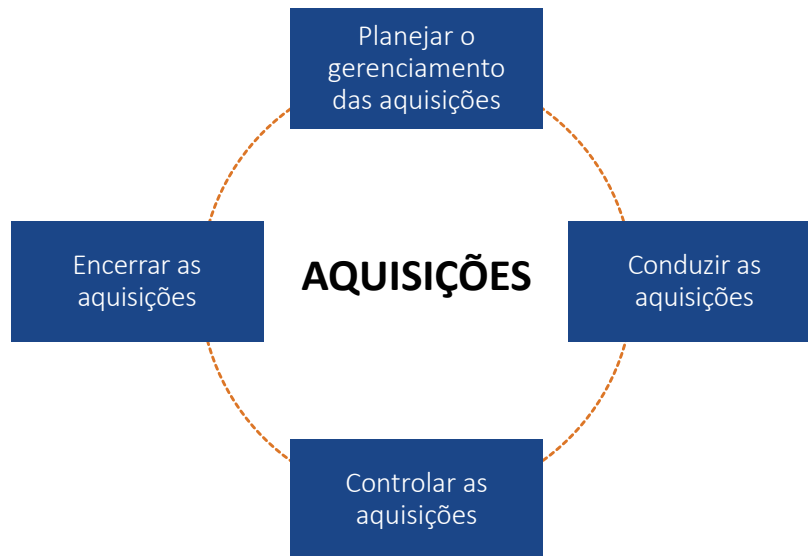 Planejar o
gerenciamento
das aquisições
Encerrar as
aquisições
AQUISIÇÕES
Conduzir as
aquisições
Controlar as
aquisições